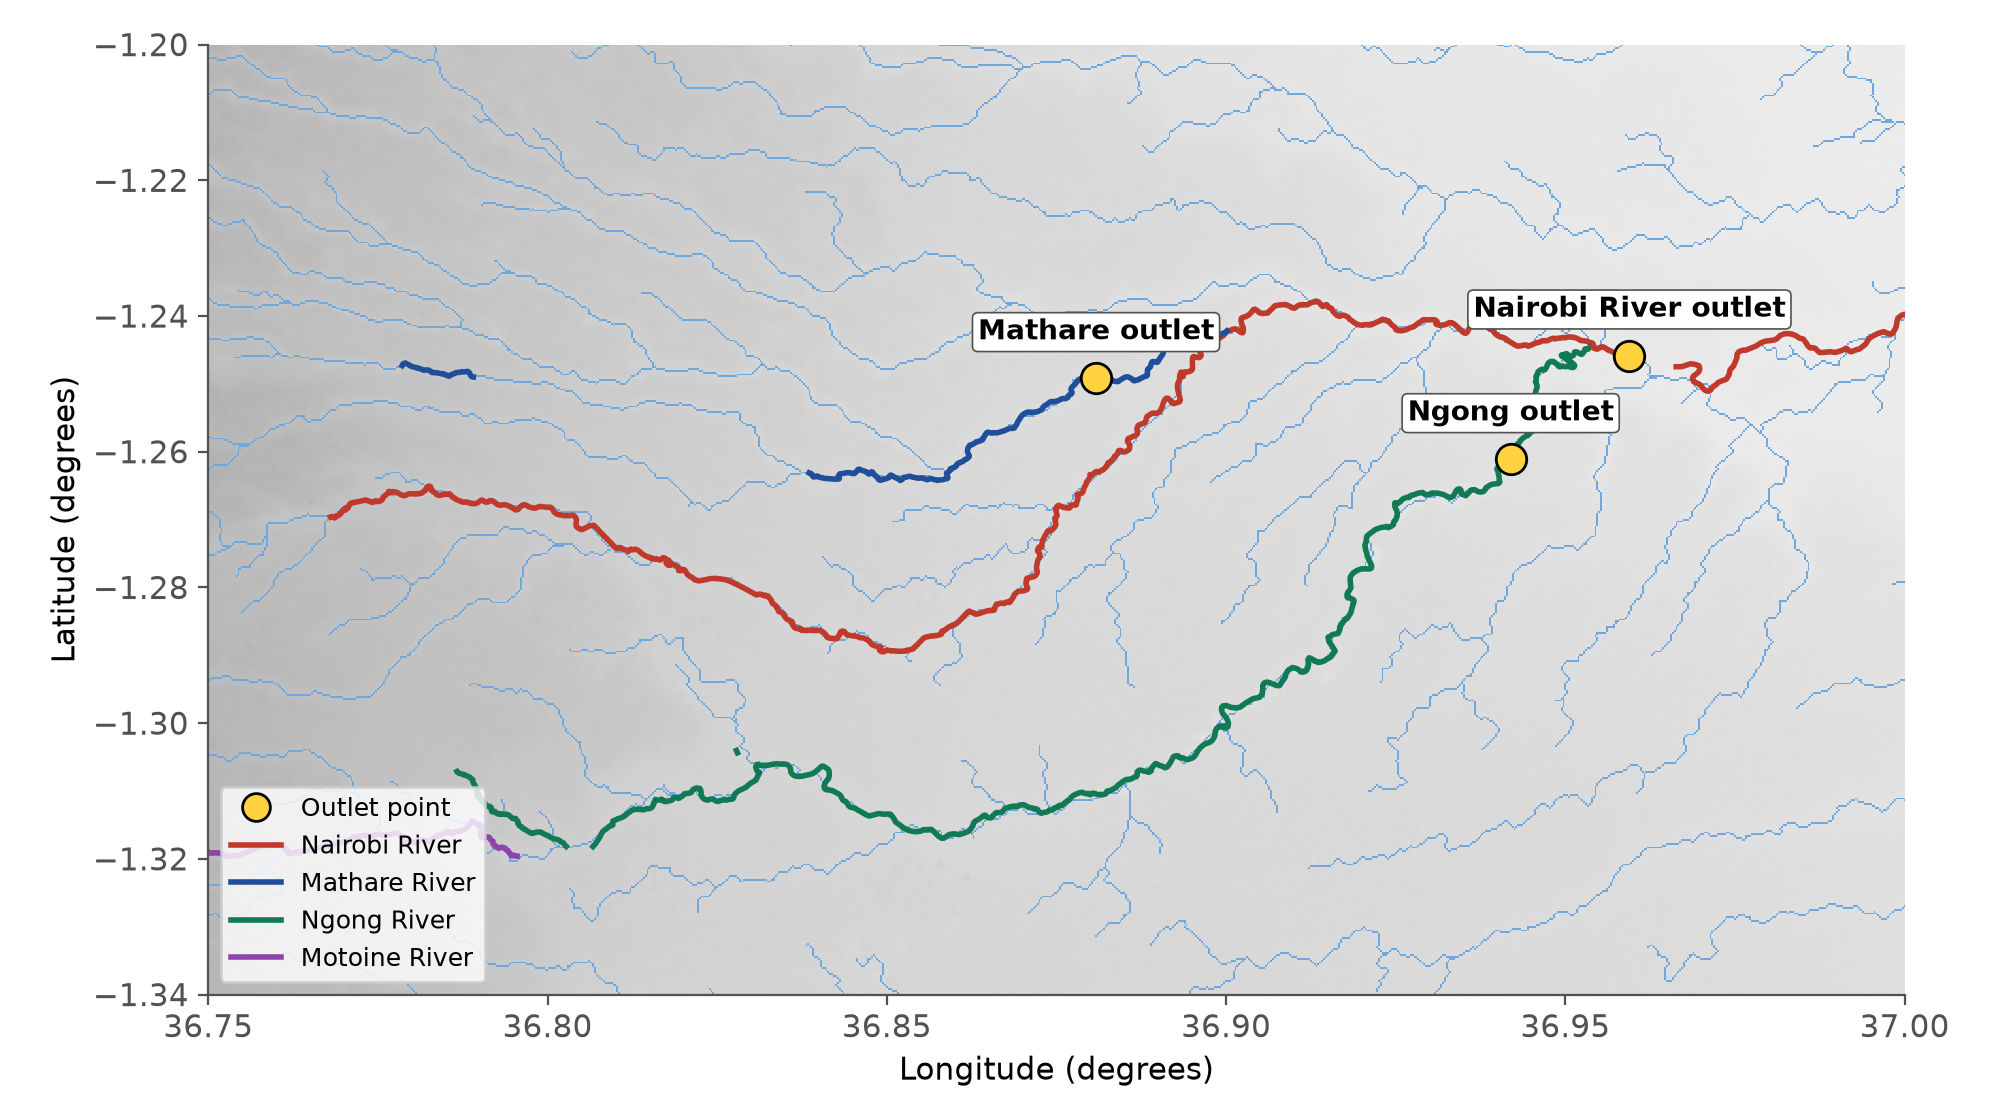 −1.20
−1.22
−1.24
−1.26
−1.28
−1.30
−1.32
−1.34
Latitude (degrees)
Nairobi River outlet
Mathare outlet
Ngong outlet
Outlet point
Nairobi River
Mathare River
Ngong River
Motoine River
36.75 36.80 36.85 36.90 36.95 37.00
Longitude (degrees)